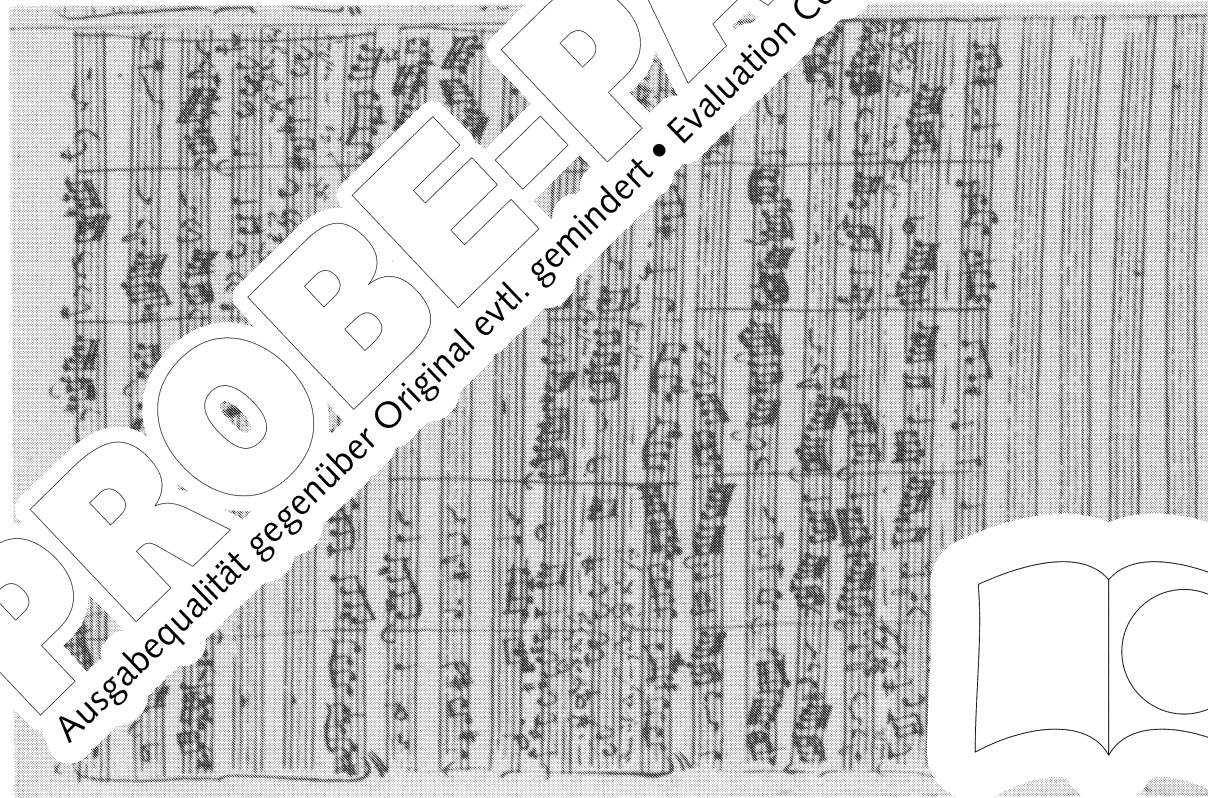 PROBE-PA
Ausgabequalität gegenüber Original evtl. gemindert • Evaluation Co